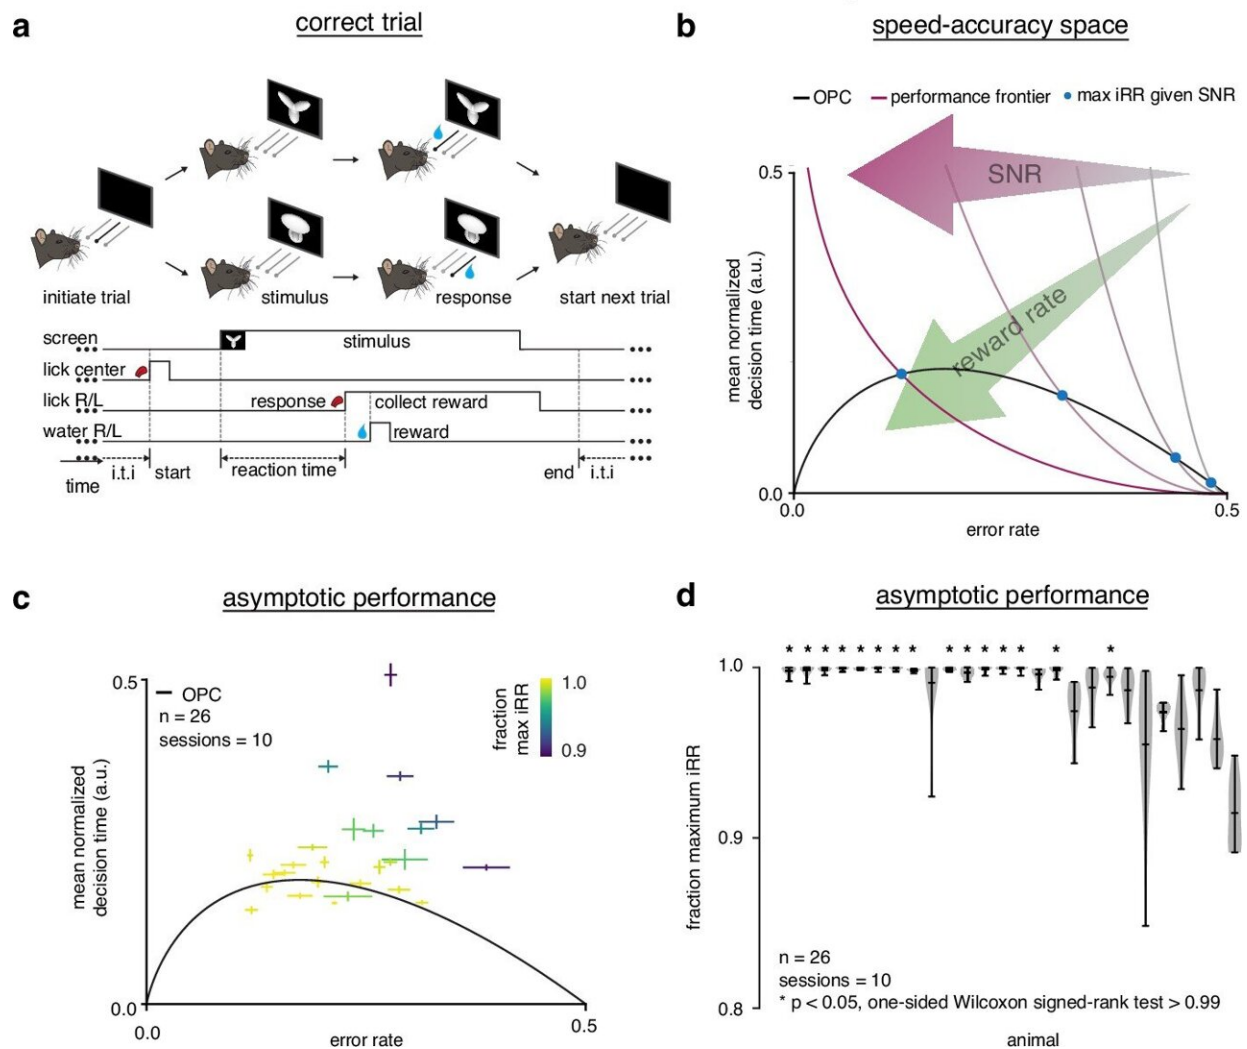 a
correct trial
initiate trial
stimulus
response
start next trial
screen
stimulus
lick center
lick R/L
response
collect reward
water R/L
reward
time
i.t.i
start
reaction time
end
i.t.i
b
speed-accuracy space
OPC
performance frontier
max iRR given SNR
SNR
reward rate
mean normalized
decision time (a.u.)
0.5
0.0
0.0
0.5
error rate
c
asymptotic performance
OPC
n = 26
sessions = 10
fraction
max iRR
1.0
0.9
mean normalized
decision time (a.u.)
0.5
0.0
0.0
0.5
error rate
d
asymptotic performance
* * * * * * * * * * * * * * * *
fraction maximum iRR
1.0
0.9
0.8
n = 26
sessions = 10
* p < 0.05, one-sided Wilcoxon signed-rank test > 0.99
animal